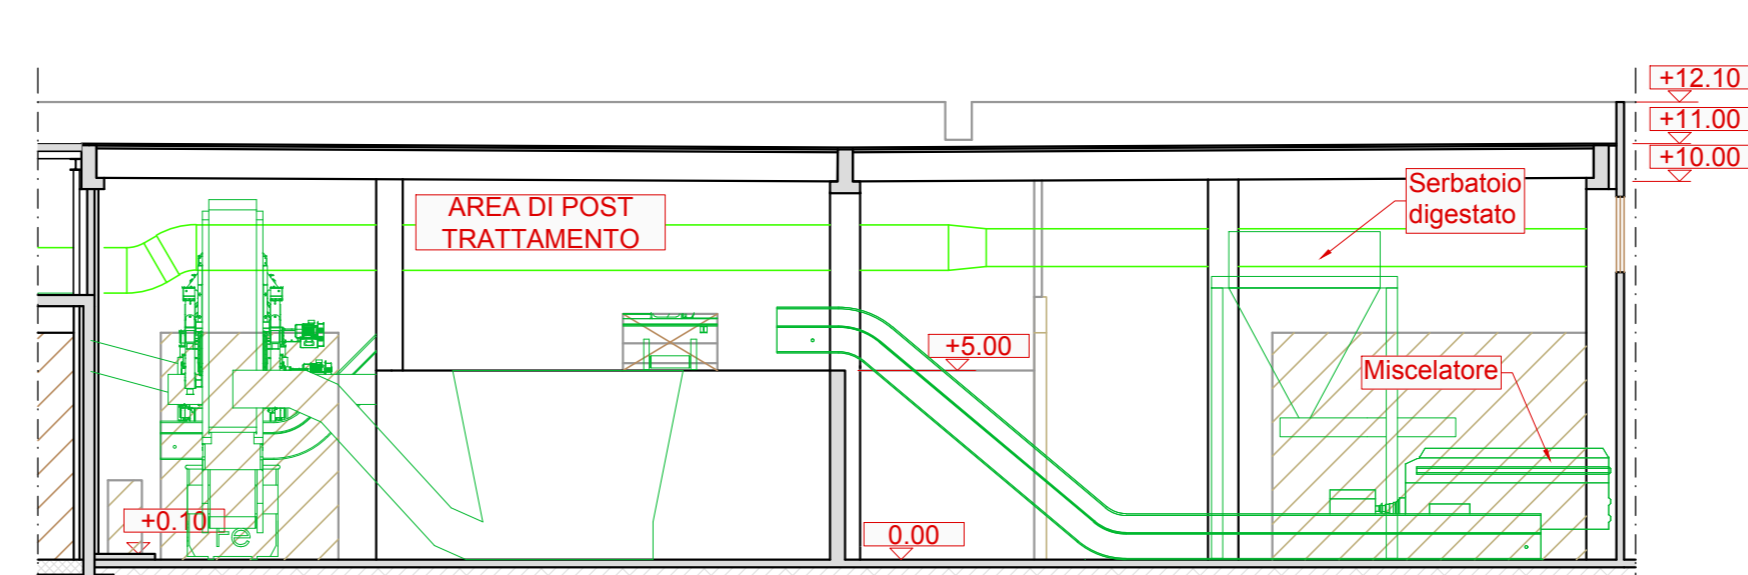 +12.10
+11.00
+10.00
Serbatoio
digestato
AREA DI POST
TRATTAMENTO
+5.00
Miscelatore
+0.10
0.00
Fe